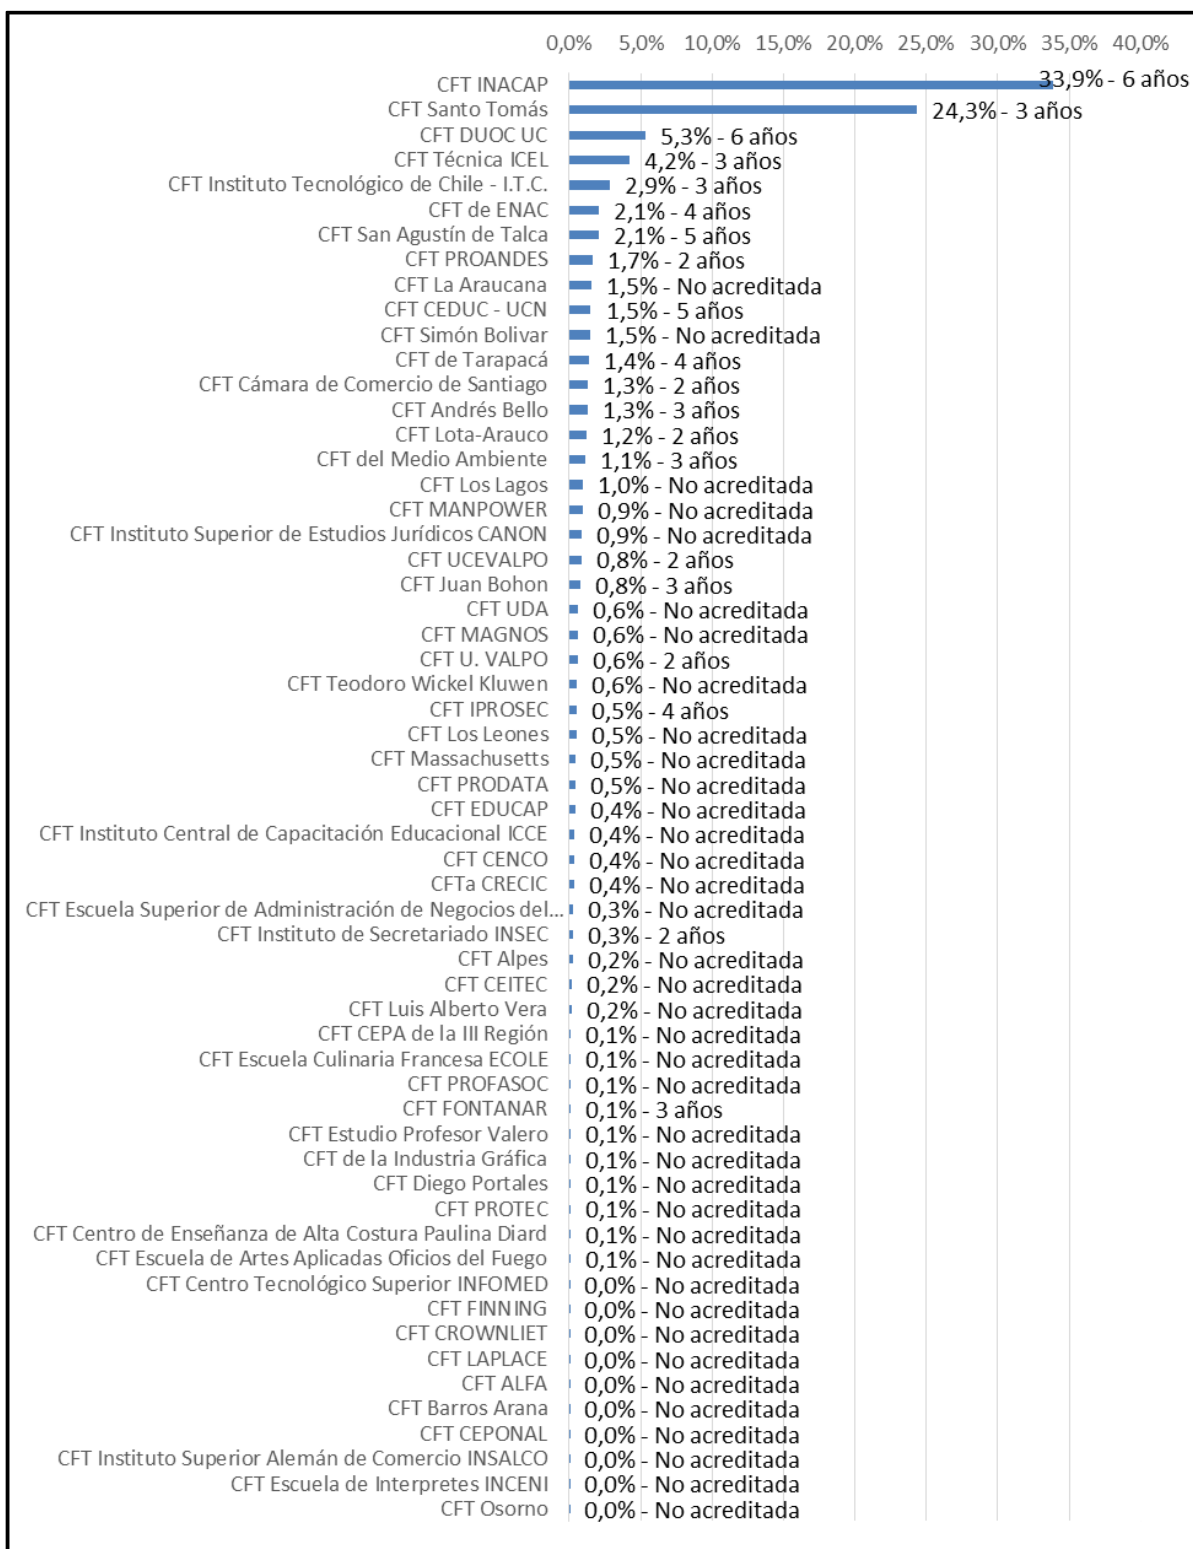 0,0% 5,0% 10,0% 15,0% 20,0% 25,0% 30,0% 35,0% 40,0%
CFT INACAP 33,9% - 6 años
CFT Santo Tomás 24,3% - 3 años
CFT DUOC UC 5,3% - 6 años
CFT Técnica ICEL 4,2% - 3 años
CFT Instituto Tecnológico de Chile - I.T.C. 2,9% - 3 años
CFT de ENAC 2,1% - 4 años
CFT San Agustín de Talca 2,1% - 5 años
CFT PROANDES 1,7% - 2 años
CFT La Araucana 1,5% - No acreditada
CFT CEDUC - UCN 1,5% - 5 años
CFT Simón Bolivar 1,5% - No acreditada
CFT de Tarapacá 1,4% - 4 años
CFT Cámara de Comercio de Santiago 1,3% - 2 años
CFT Andrés Bello 1,3% - 3 años
CFT Lota-Arauco 1,2% - 2 años
CFT del Medio Ambiente 1,1% - 3 años
CFT Los Lagos 1,0% - No acreditada
CFT MANPOWER 0,9% - No acreditada
CFT Instituto Superior de Estudios Jurídicos CANON 0,9% - No acreditada
CFT UCEVALPO 0,8% - 2 años
CFT Juan Bohon 0,8% - 3 años
CFT UDA 0,6% - No acreditada
CFT MAGNOS 0,6% - No acreditada
CFT U. VALPO 0,6% - 2 años
CFT Teodoro Wickel Kluwen 0,6% - No acreditada
CFT IPROSEC 0,5% - 4 años
CFT Los Leones 0,5% - No acreditada
CFT Massachusetts 0,5% - No acreditada
CFT PRODATA 0,5% - No acreditada
CFT EDUCAP 0,4% - No acreditada
CFT Instituto Central de Capacitación Educacional ICCE 0,4% - No acreditada
CFT CENCO 0,4% - No acreditada
CFTa CRECIC 0,4% - No acreditada
CFT Escuela Superior de Administración de Negocios del... 0,3% - No acreditada
CFT Instituto de Secretariado INSEC 0,3% - 2 años
CFT Alpes 0,2% - No acreditada
CFT CEITEC 0,2% - No acreditada
CFT Luis Alberto Vera 0,2% - No acreditada
CFT CEPA de la III Región 0,1% - No acreditada
CFT Escuela Culinaria Francesa ECOLE 0,1% - No acreditada
CFT PROFASOC 0,1% - No acreditada
CFT FONTANAR 0,1% - 3 años
CFT Estudio Profesor Valero 0,1% - No acreditada
CFT de la Industria Gráfica 0,1% - No acreditada
CFT Diego Portales 0,1% - No acreditada
CFT PROTEC 0,1% - No acreditada
CFT Centro de Enseñanza de Alta Costura Paulina Diard 0,1% - No acreditada
CFT Escuela de Artes Aplicadas Oficios del Fuego 0,1% - No acreditada
CFT Centro Tecnológico Superior INFOMED 0,0% - No acreditada
CFT FINNING 0,0% - No acreditada
CFT CROWNLIET 0,0% - No acreditada
CFT LAPLACE 0,0% - No acreditada
CFT ALFA 0,0% - No acreditada
CFT Barros Arana 0,0% - No acreditada
CFT CEPONAL 0,0% - No acreditada
CFT Instituto Superior Alemán de Comercio INSALCO 0,0% - No acreditada
CFT Escuela de Interpretes INCENI 0,0% - No acreditada
CFT Osorno 0,0% - No acreditada